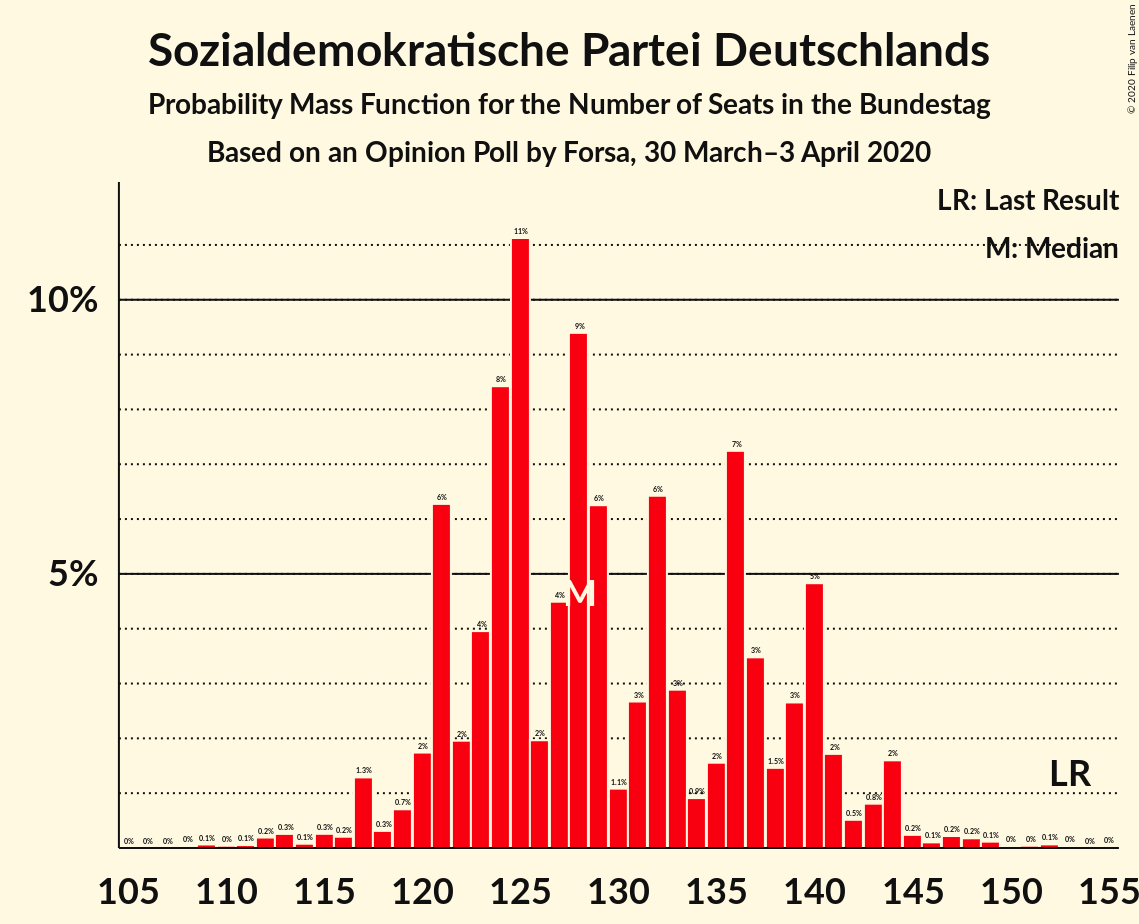 Sozialdemokratische Partei Deutschlands
Probability Mass Function for the Number of Seats in the Bundestag
Based on an Opinion Poll by Forsa, 30 March–3 April 2020
© 2020 Filip van Laenen
LR: Last Result
M: Median
10%
5%
0% 0% 0% 0% 0.1% 0% 0.1% 0.2% 0.3% 0.1% 0.3% 0.2% 1.3% 0.3% 0.7% 2% 6% 2% 4% 8% 11% 2% 4% 9% 6% 1.1% 3% 6% 3% 0.9% 2% 7% 3% 1.5% 3% 5% 2% 0.5% 0.8% 2% 0.2% 0.1% 0.2% 0.2% 0.1% 0% 0% 0.1% 0% 0% 0%
M
LR
105 110 115 120 125 130 135 140 145 150 155